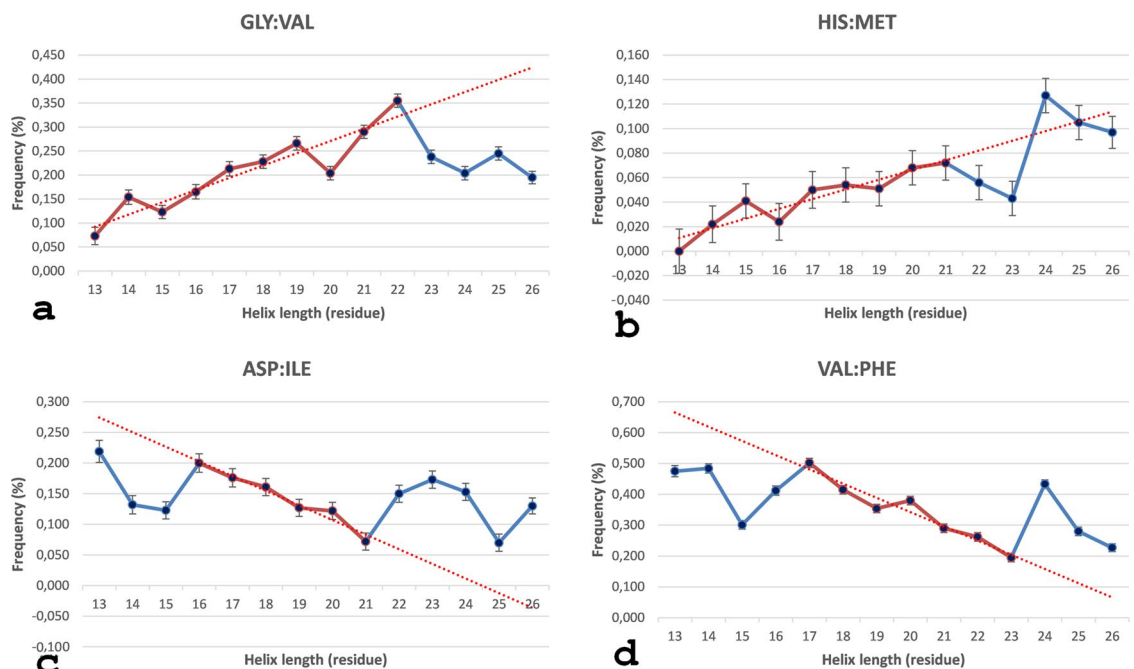 GLY:VAL
0,450
0,400
0,350
0,300
0,250
0,200
0,150
0,100
0,050
0,000
Frequency (%)
13 14 15 16 17 18 19 20 21 22 23 24 25 26
Helix length (residue)
a
HIS:MET
0,160
0,140
0,120
0,100
0,080
0,060
0,040
0,020
0,000
-0,020
-0,040
Frequency (%)
13 14 15 16 17 18 19 20 21 22 23 24 25 26
Helix length (residue)
b
ASP:ILE
0,300
0,250
0,200
0,150
0,100
0,050
0,000
-0,050
-0,100
Frequency (%)
13 14 15 16 17 18 19 20 21 22 23 24 25 26
Helix length (residue)
c
VAL:PHE
0,700
0,600
0,500
0,400
0,300
0,200
0,100
0,000
Frequency (%)
13 14 15 16 17 18 19 20 21 22 23 24 25 26
Helix length (residue)
d